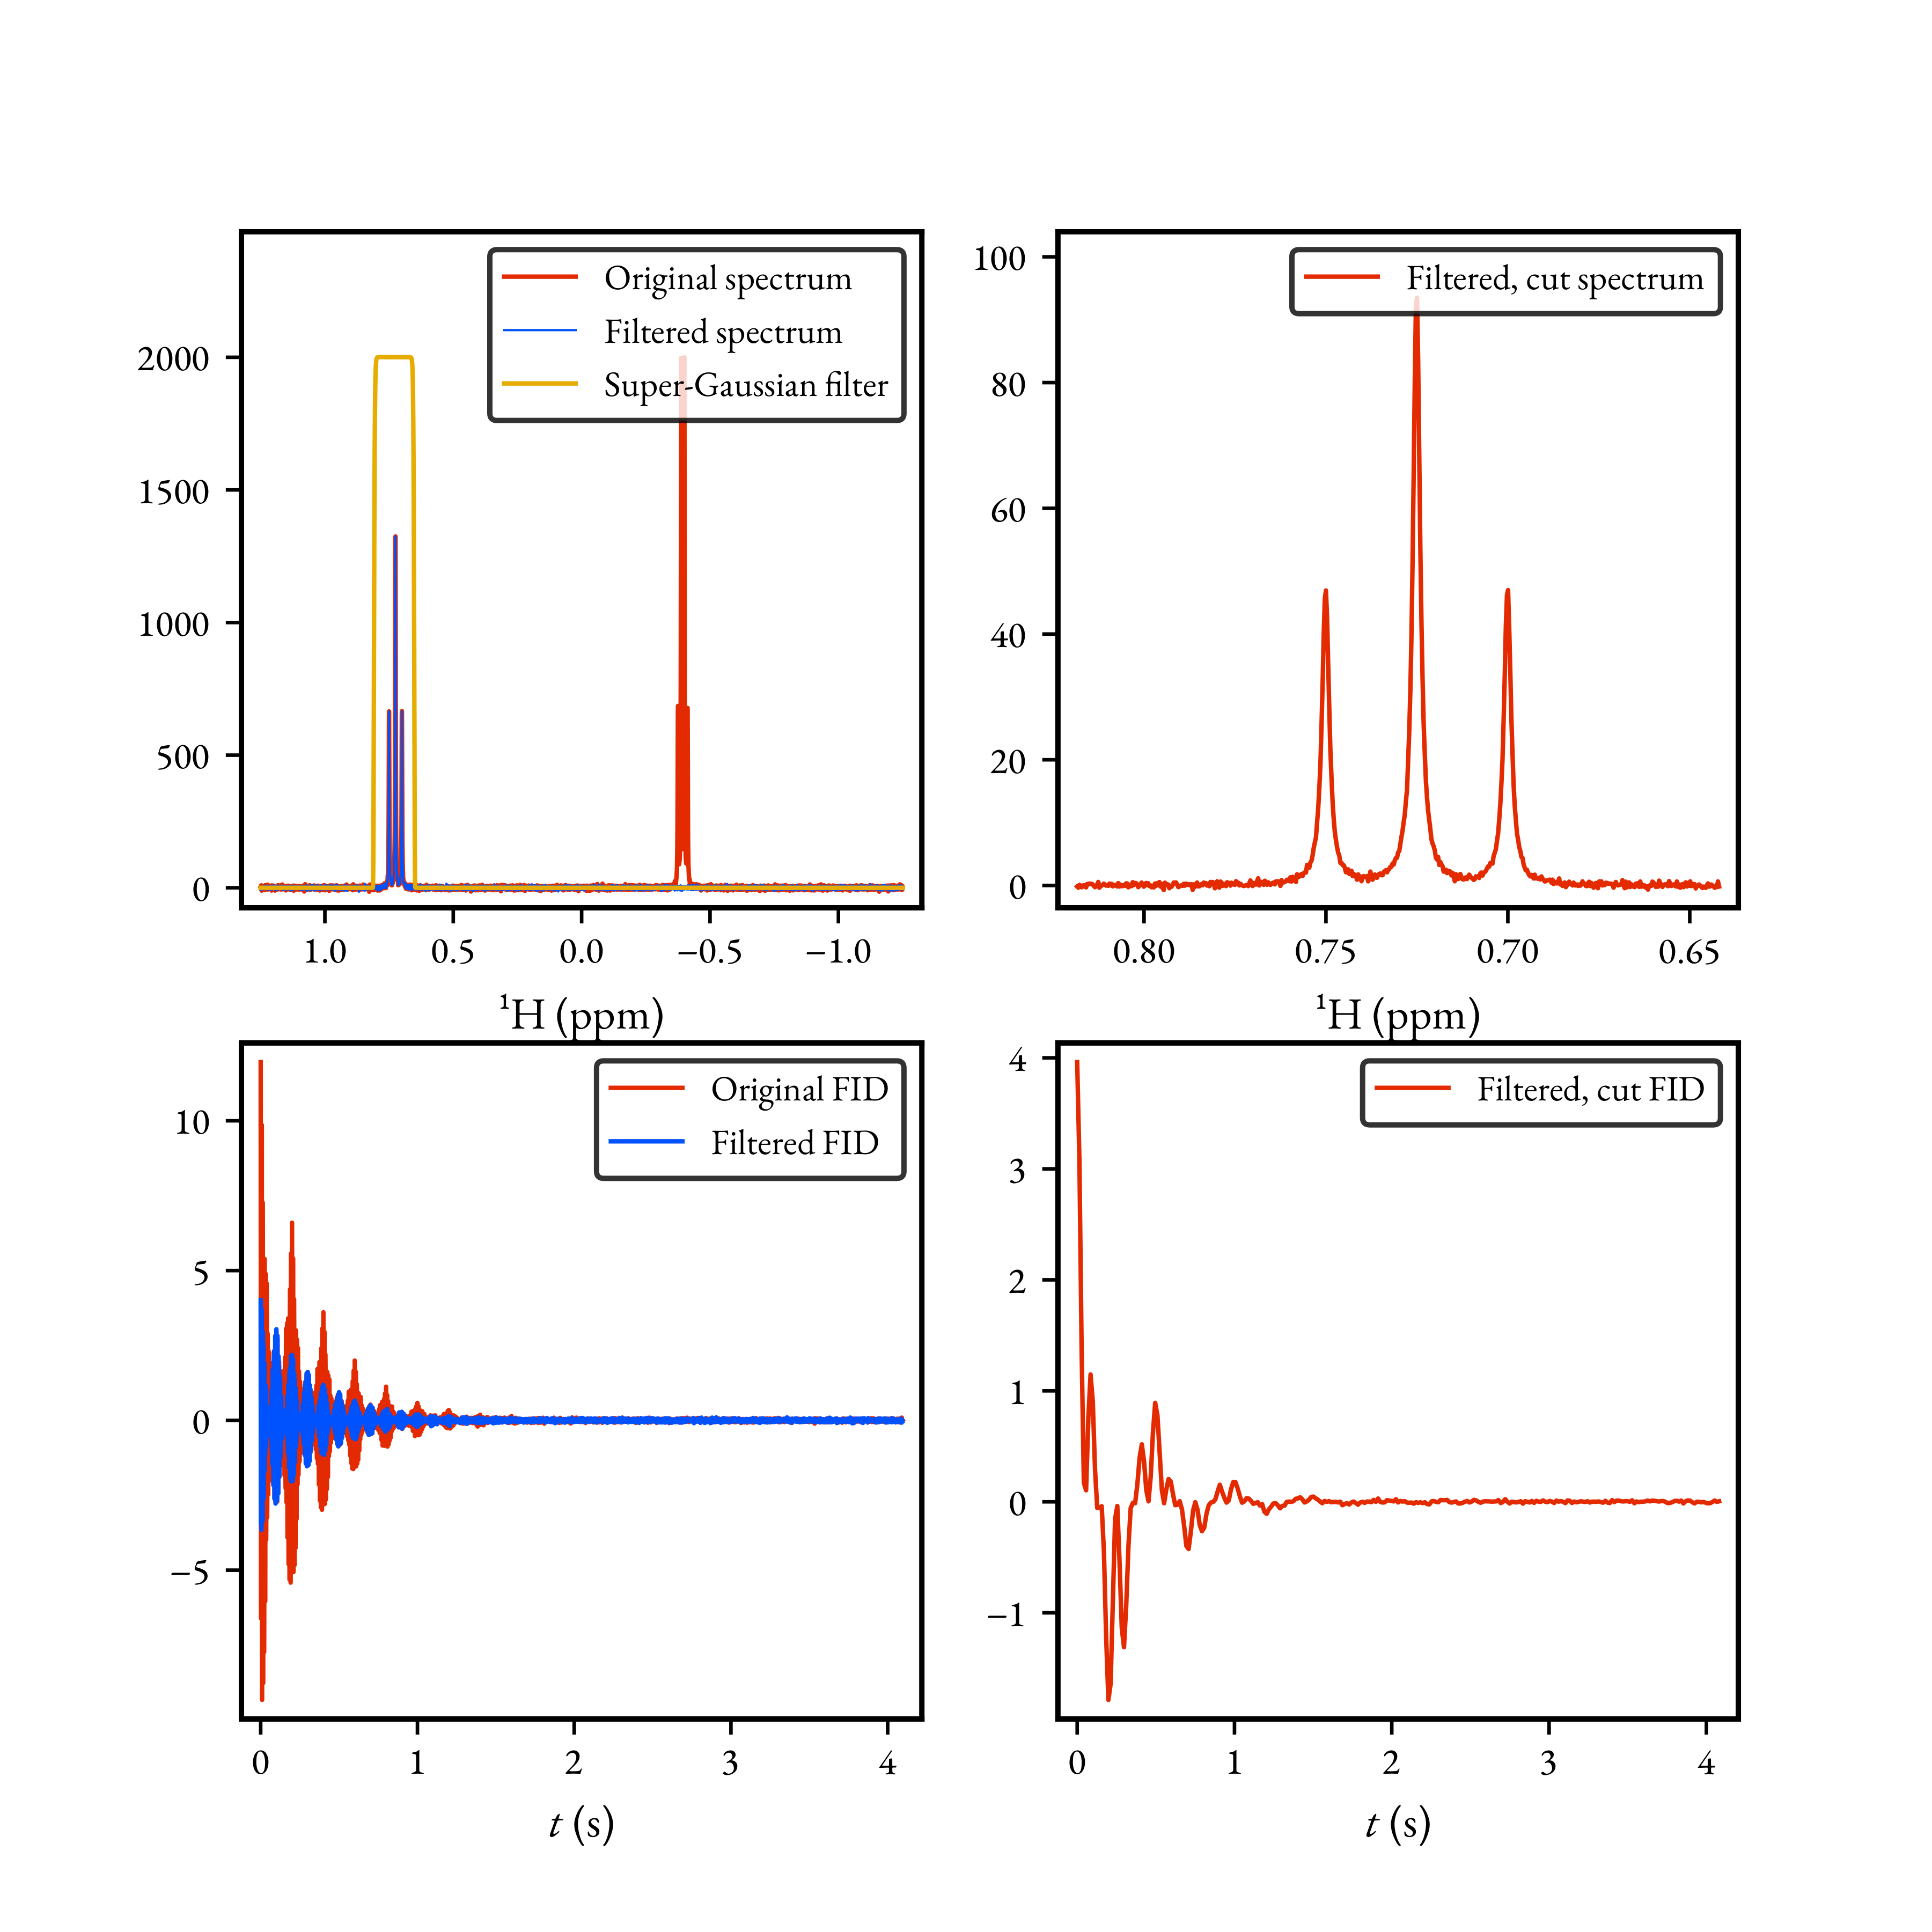 Original spectrum
Filtered spectrum
Super-Gaussian filter
2000
1500
1000
500
0
1.0 0.5 0.0 −0.5 −1.0
¹H (ppm)
Filtered, cut spectrum
100
80
60
40
20
0
0.80 0.75 0.70 0.65
¹H (ppm)
Original FID
Filtered FID
10
5
0
−5
0 1 2 3 4
t (s)
Filtered, cut FID
4
3
2
1
0
−1
0 1 2 3 4
t (s)